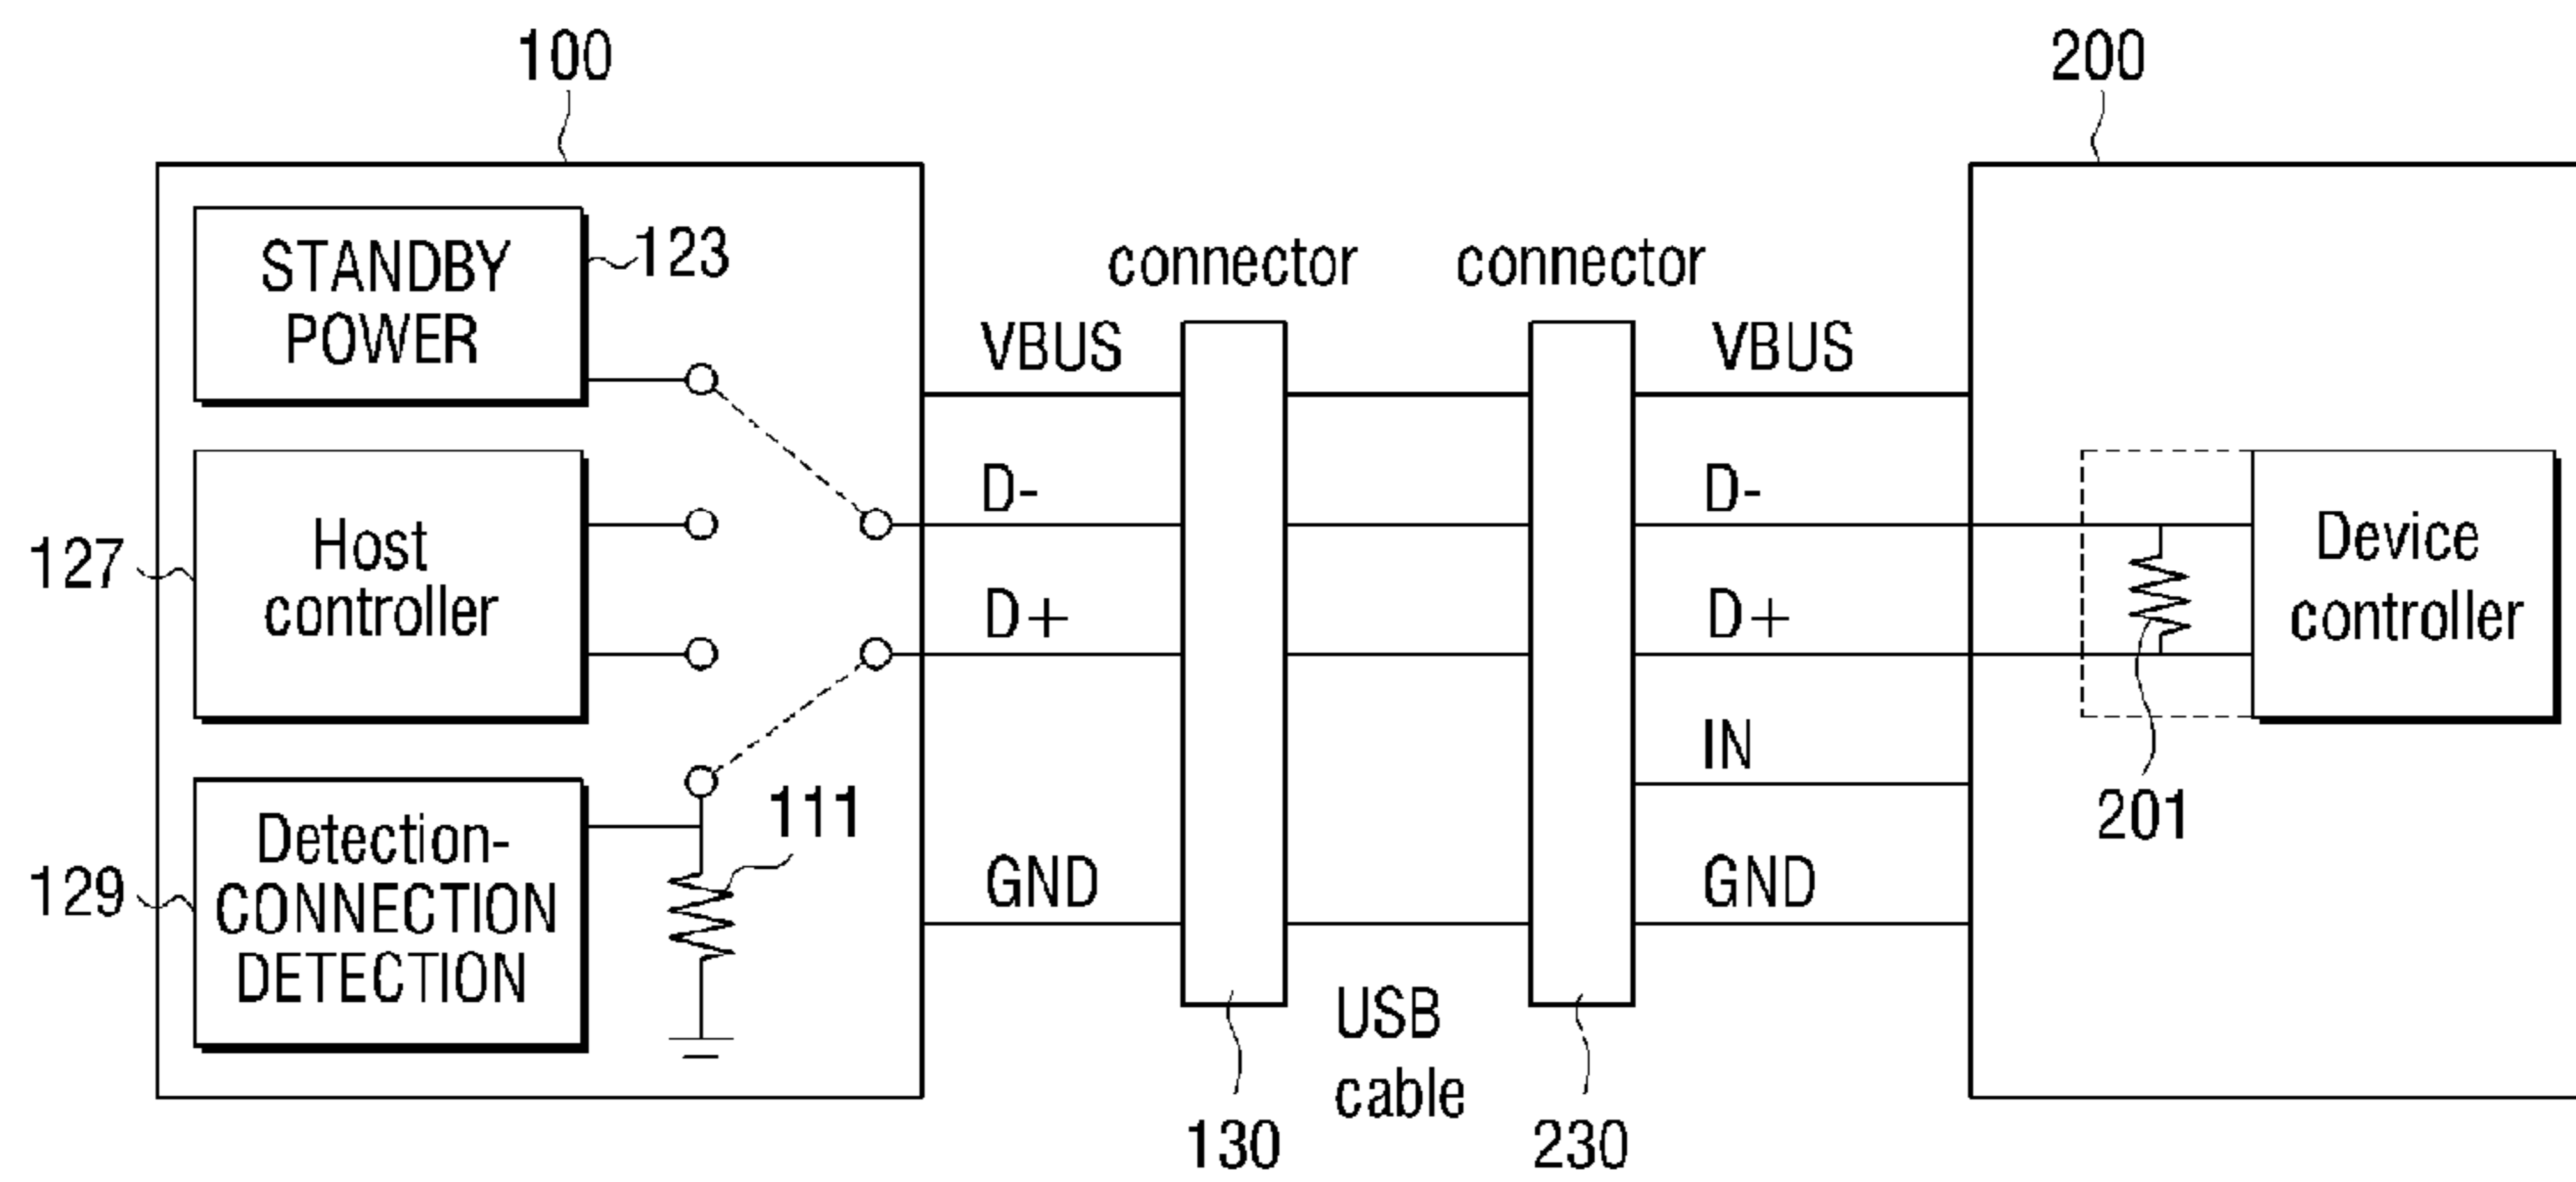 100
200
STANDBY
POWER
123
connector
connector
VBUS
VBUS
D-
D-
127
Host
controller
Device
controller
D+
D+
IN
111
201
129
Detection-
CONNECTION
DETECTION
GND
GND
USB
cable
130
230